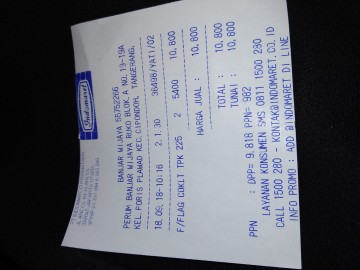 Indomaret
BANJAR WIJAYA 55752266
PERUM BANJAR WIJAYA RUKO BLOK. A NO. 19-19A
KEL. PORIS PLAWAD KEC. CIPONDOH, TANGERANG,
18.09.18-10:16 2.1.30 36498/YATI/02
F/FLAG COKLT TPK 225 2 5400 10,800
HARGA JUAL : 10,800
TOTAL : 10,800
TUNAI : 10,800
PPN : DPP= 9,818 PPN= 982
LAYANAN KONSUMEN SMS 0811 1500 280
CALL 1500 280 - KONTAK@INDOMARET.CO.ID
INFO PROMO : ADD @INDOMARET DI LINE